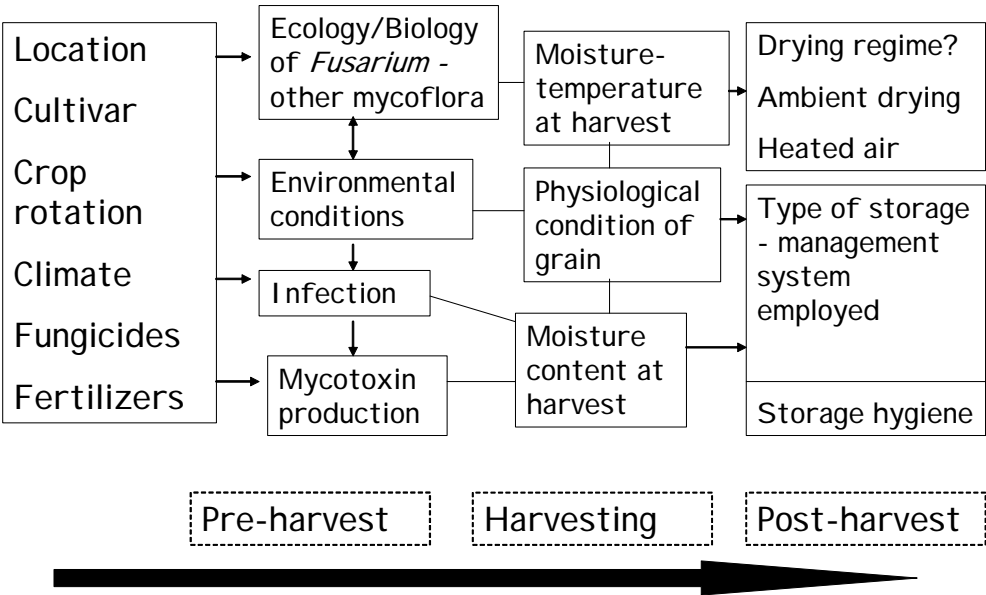 Location
Cultivar
Crop
rotation
Climate
Fungicides
Fertilizers
Ecology/Biology
of Fusarium -
other mycoflora
Environmental
conditions
Infection
Mycotoxin
production
Moisture-
temperature
at harvest
Physiological
condition of
grain
Moisture
content at
harvest
Drying regime?
Ambient drying
Heated air
Type of storage
- management
system
employed
Storage hygiene
Pre-harvest
Harvesting
Post-harvest